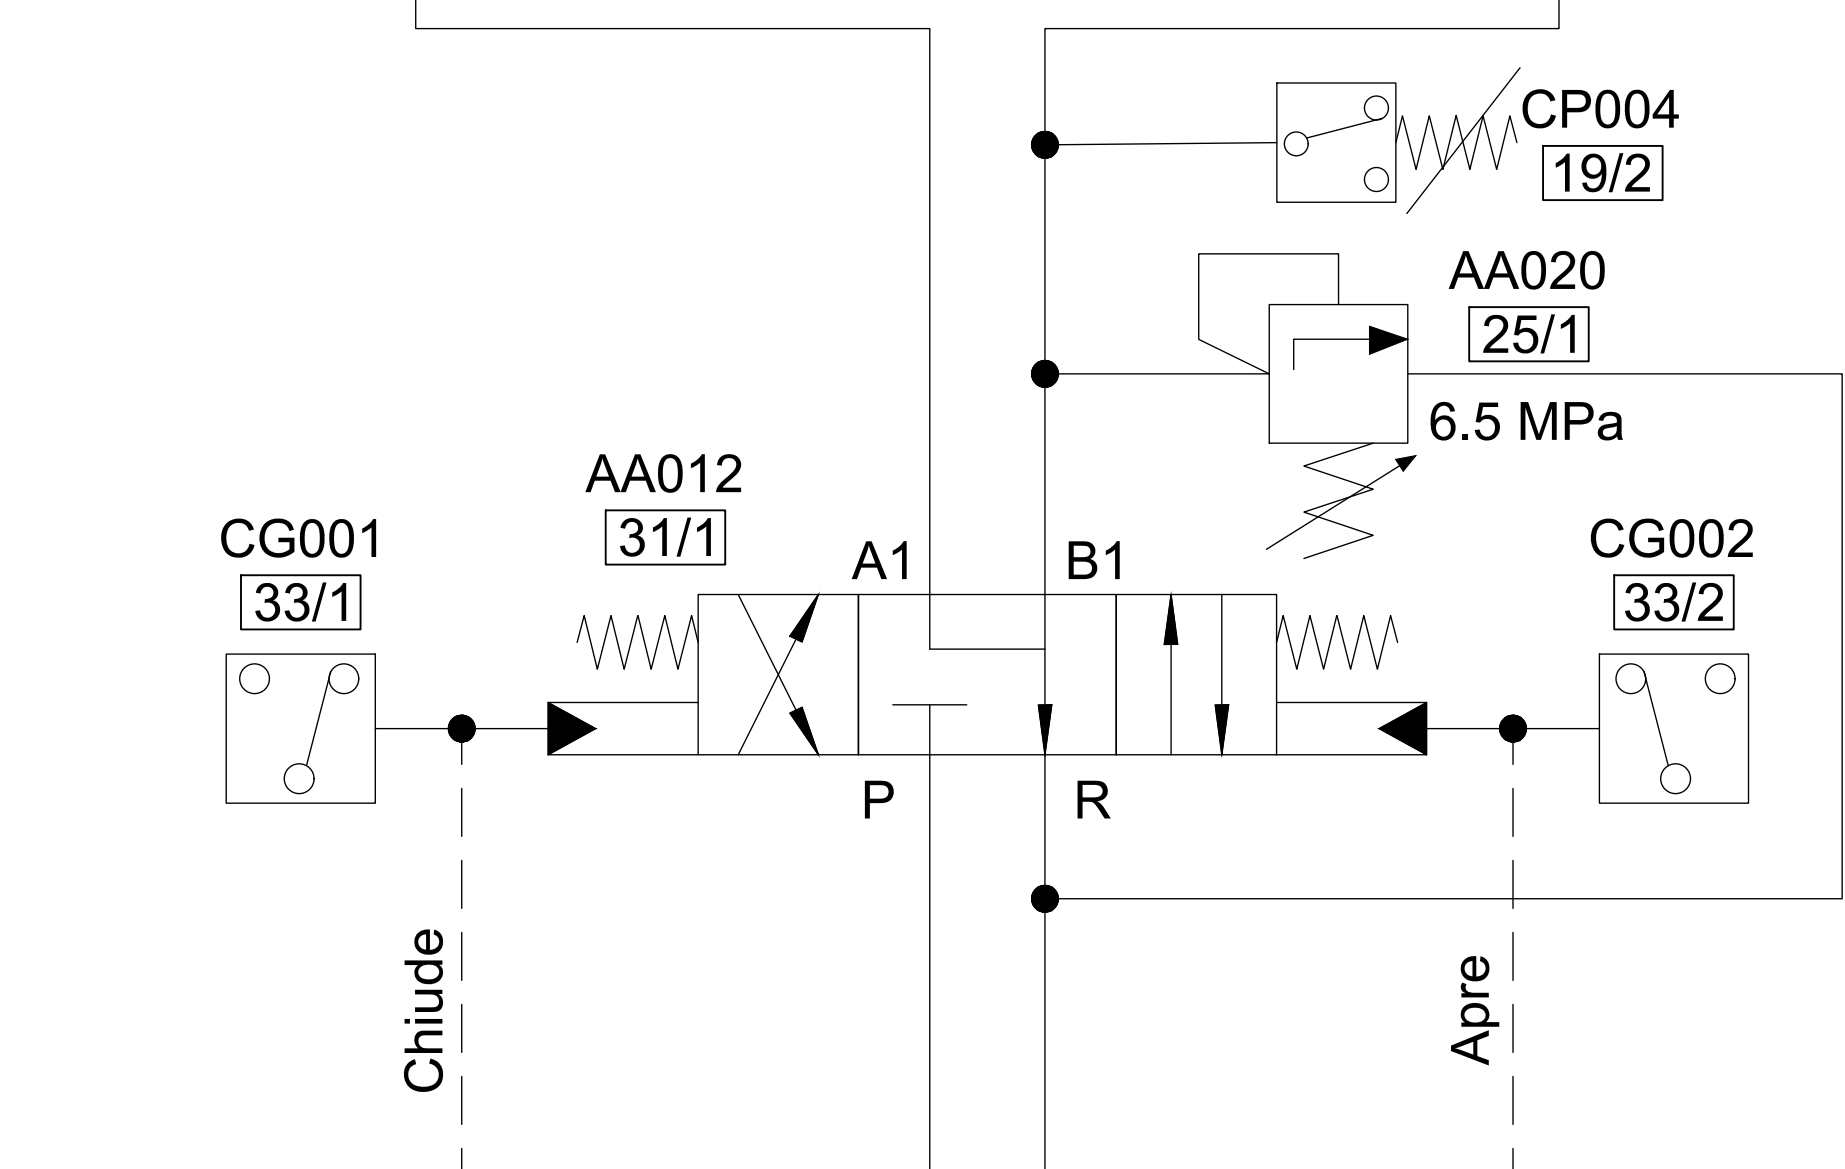 CP004
19/2
AA020
25/1
6.5 MPa
AA012
31/1
CG001
33/1
A1
B1
CG002
33/2
P
R
Chiude
Apre